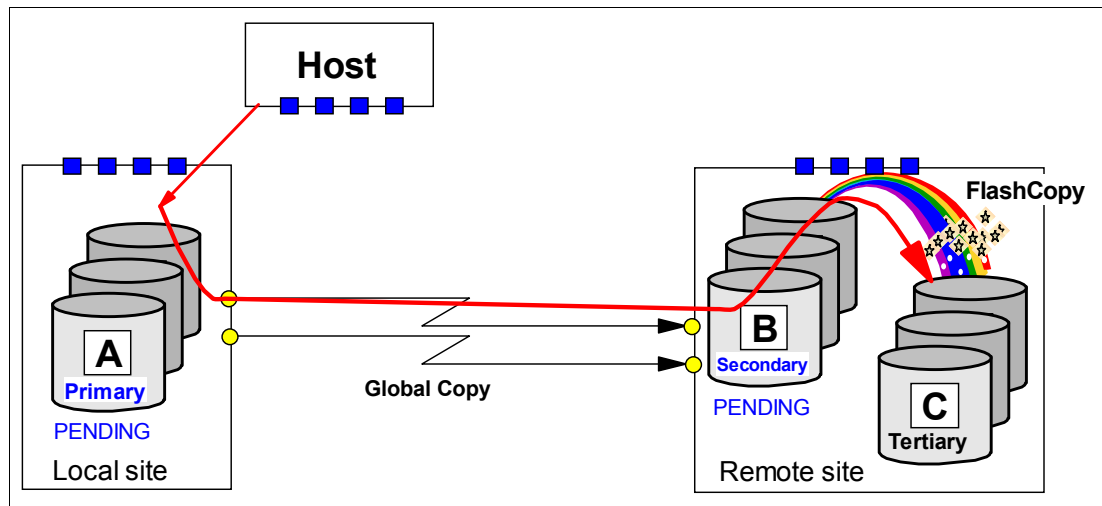 Host
FlashCopy
A
Primary
PENDING
Local site
Global Copy
B
Secondary
PENDING
C
Tertiary
Remote site